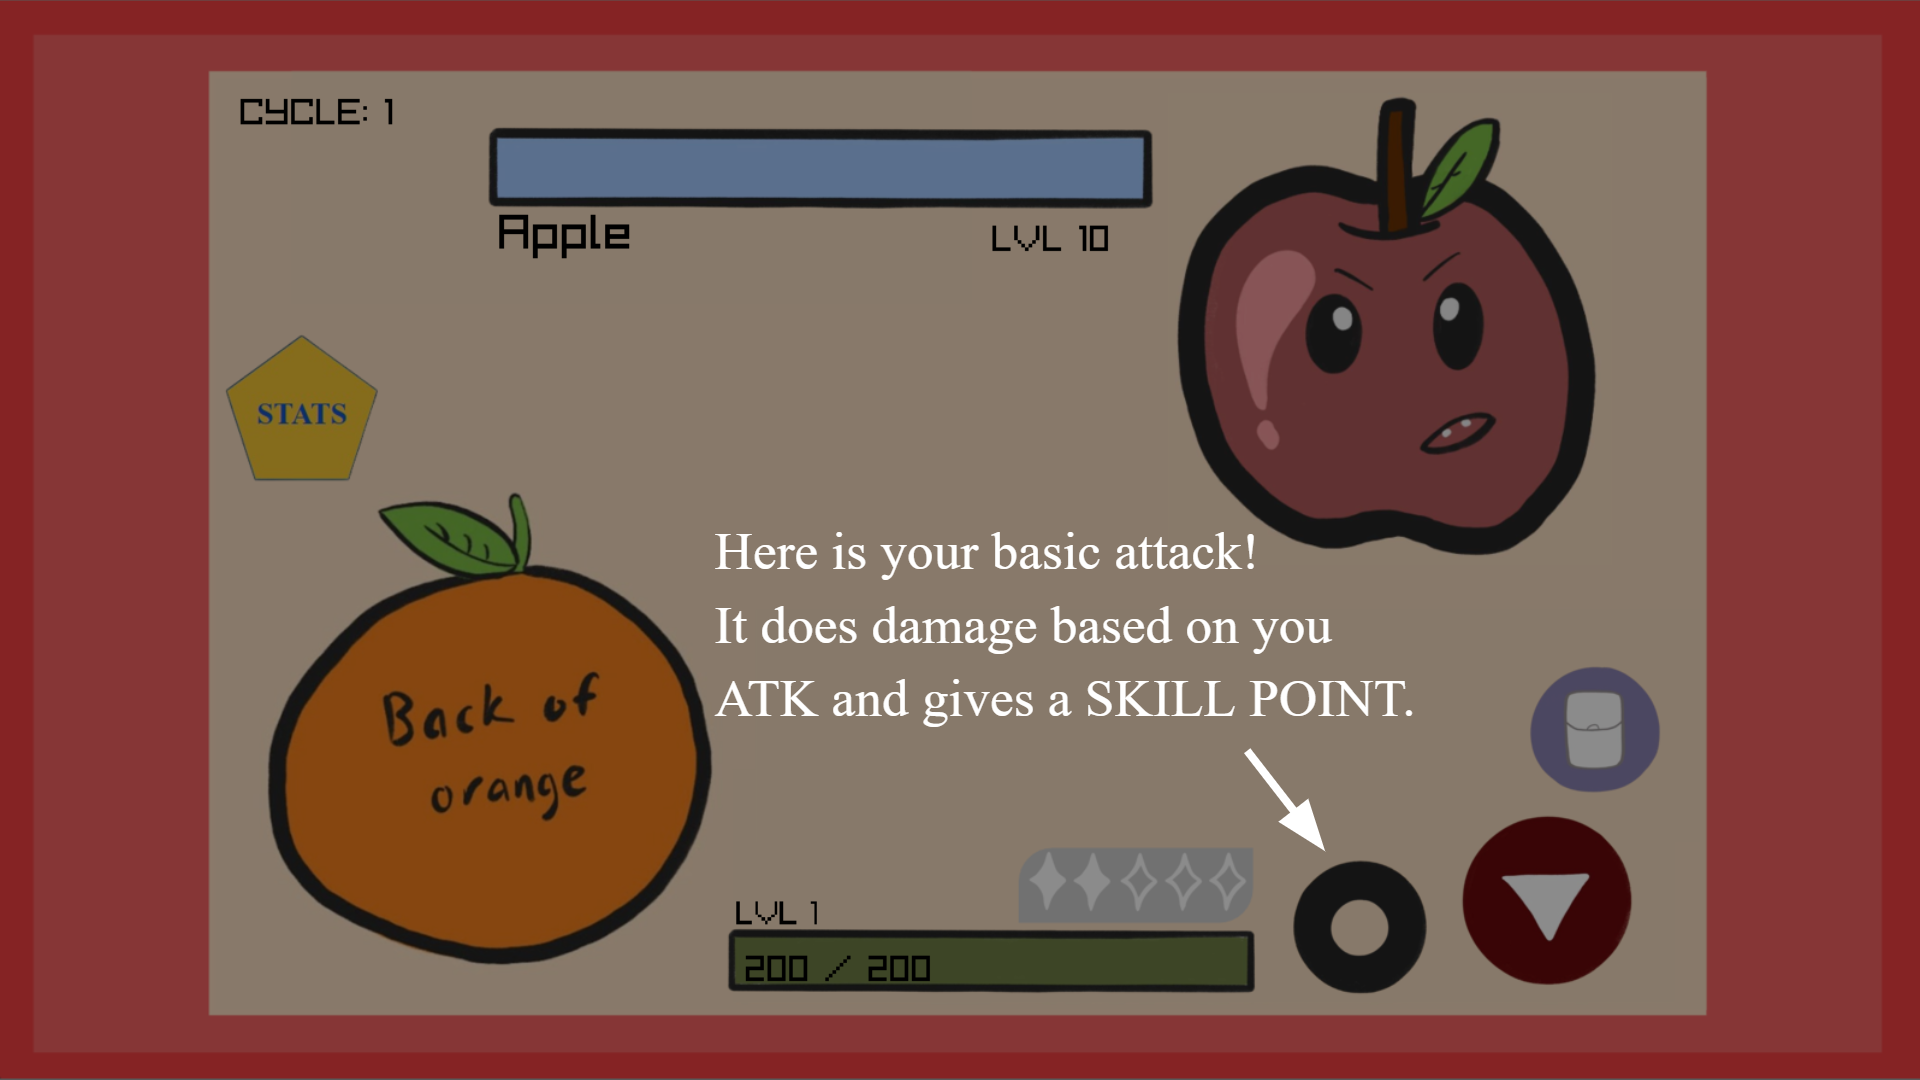 CYCLE: 1
Apple
LVL 10
STATS
Here is your basic attack!
It does damage based on you
ATK and gives a SKILL POINT.
Back of
orange
LVL 1
200 / 200